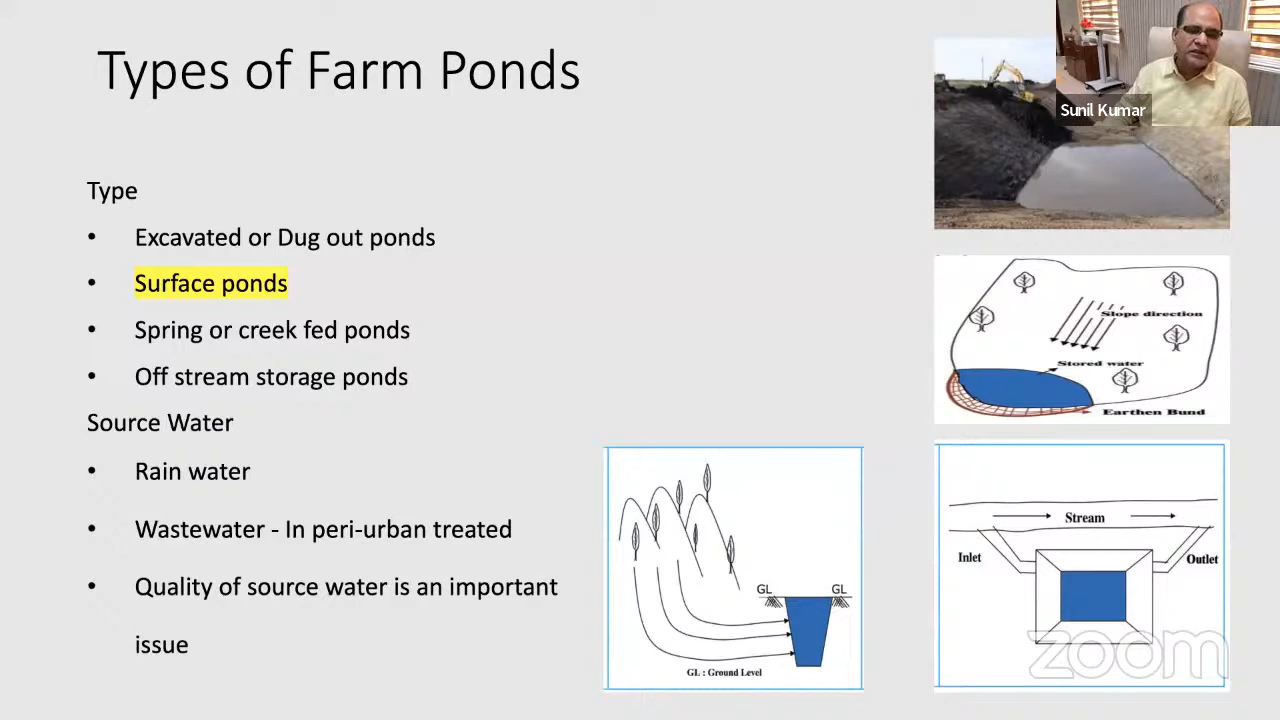 Types of Farm Ponds
Sunil Kumar
Type
• Excavated or Dug out ponds
• Surface ponds
• Spring or creek fed ponds
• Off stream storage ponds
Source Water
• Rain water
• Wastewater - In peri-urban treated
• Quality of source water is an important
issue
Slope direction
Stored water
Earthen Bund
GL GL
GL : Ground Level
Stream
Inlet Outlet
zoom